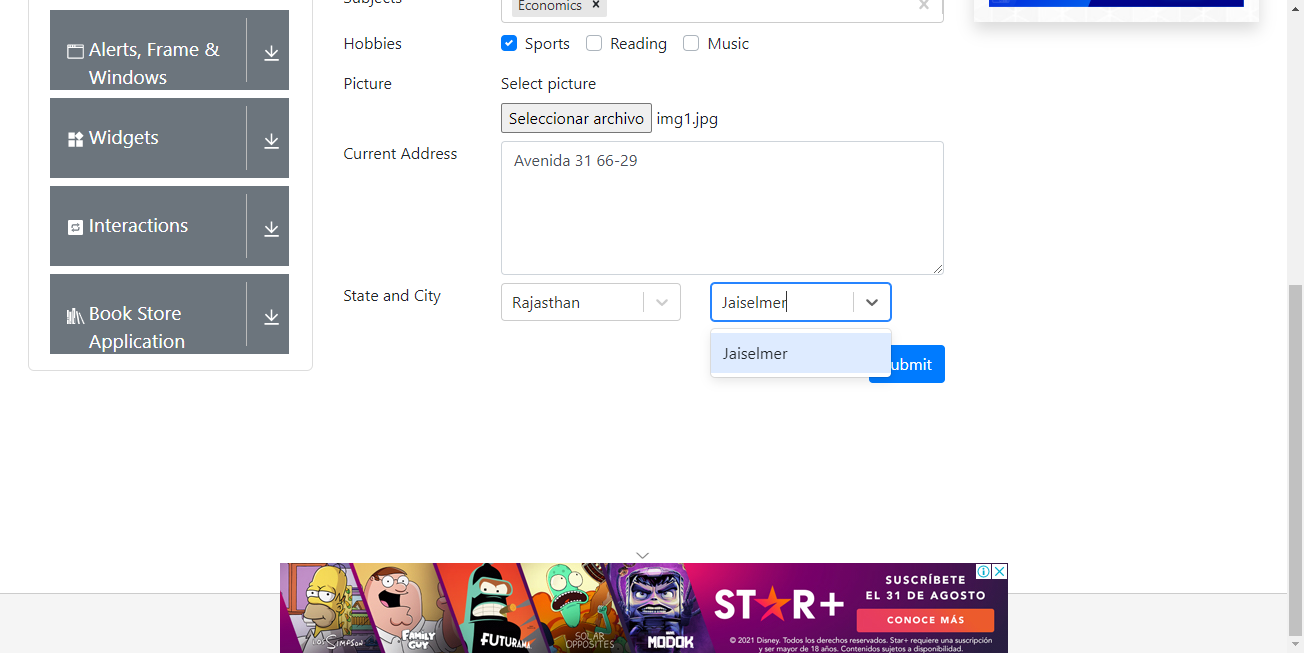 Subjects
Economics ×
Alerts, Frame &
Windows
Hobbies
Sports
Reading
Music
Picture
Select picture
Seleccionar archivo
img1.jpg
Widgets
Current Address
Avenida 31 66-29
Interactions
State and City
Rajasthan
Jaiselmer
Book Store
Application
Jaiselmer
ubmit
THE SIMPSONS
FAMILY
GUY
FUTURAMA
SOLAR
OPPOSITES
MODOK
STAR+
SUSCRÍBETE
EL 31 DE AGOSTO
CONOCE MÁS
© 2021 Disney. Todos los derechos reservados. Star+ requiere una suscripción
y ser mayor de 18 años. Contenidos sujetos a disponibilidad.